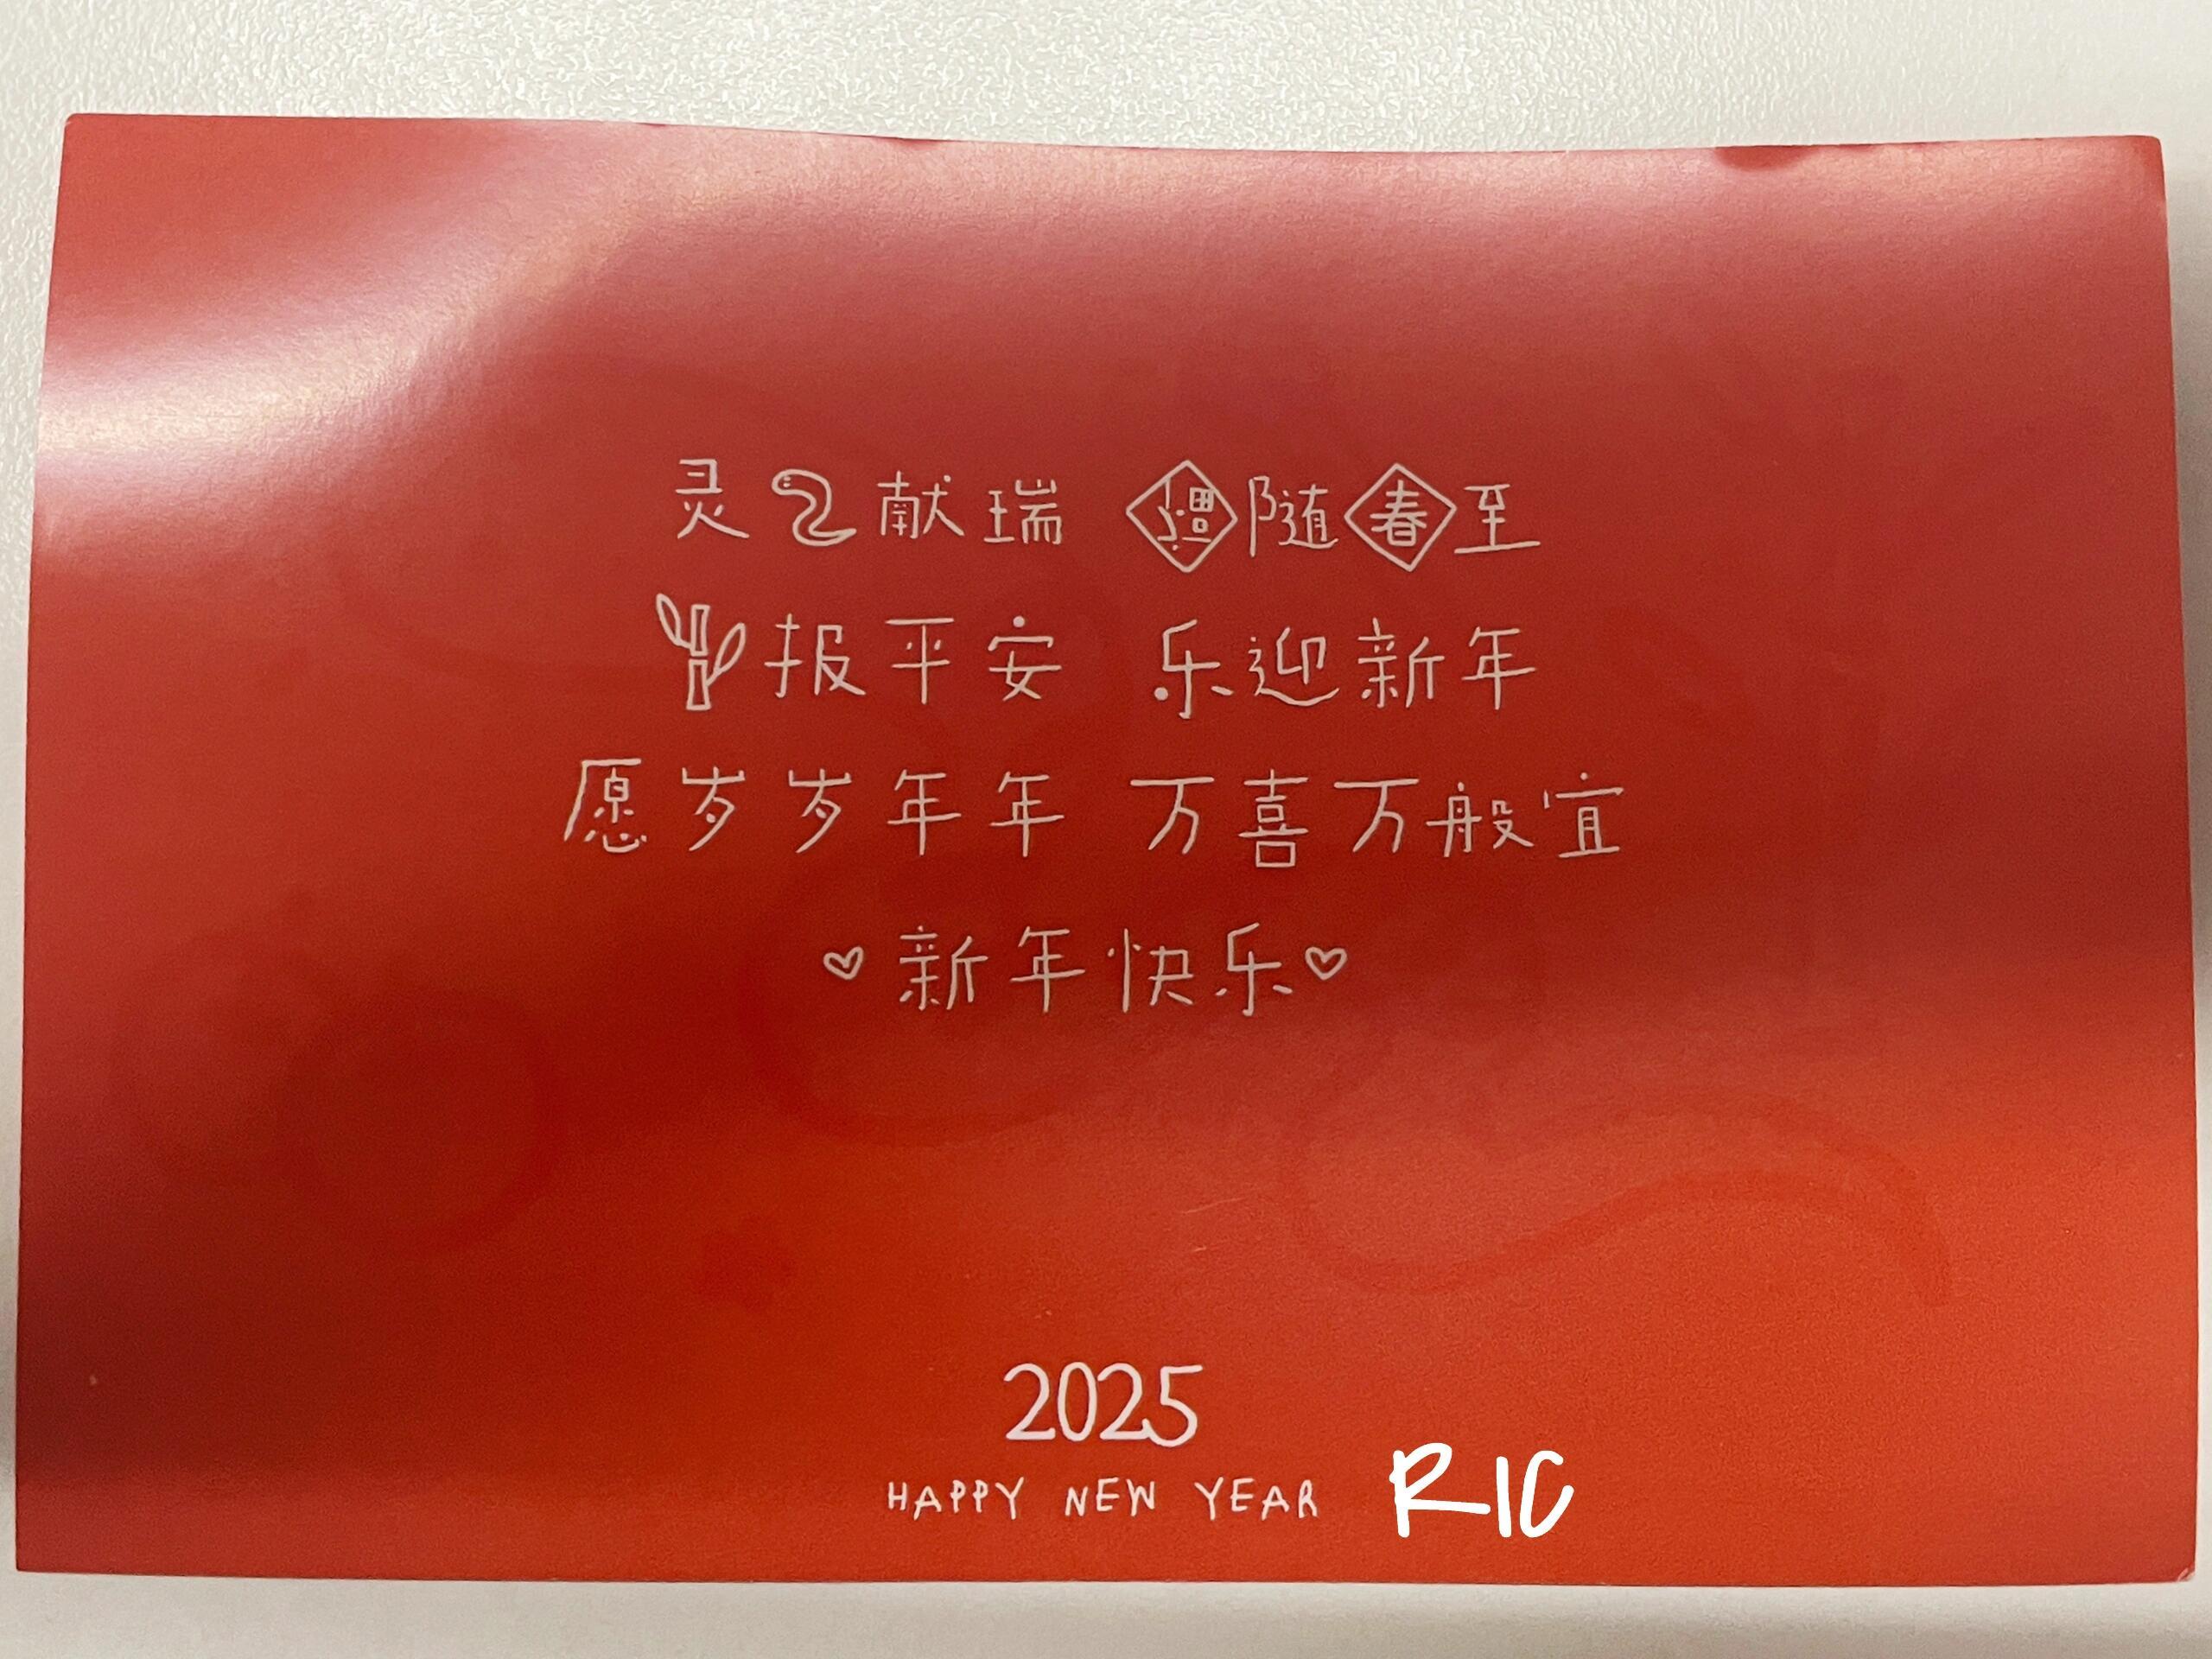 灵献瑞 福随春至
报平安 乐迎新年
愿岁岁年年 万喜万般宜
新年快乐
2025
HAPPY NEW YEAR RIC